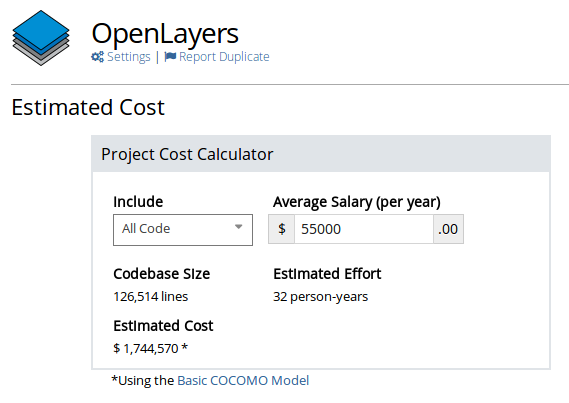 OpenLayers
Settings | Report Duplicate
Estimated Cost
Project Cost Calculator
Include Average Salary (per year)
All Code $ 55000 .00
Codebase Size Estimated Effort
126,514 lines 32 person-years
Estimated Cost
$ 1,744,570 *
*Using the Basic COCOMO Model